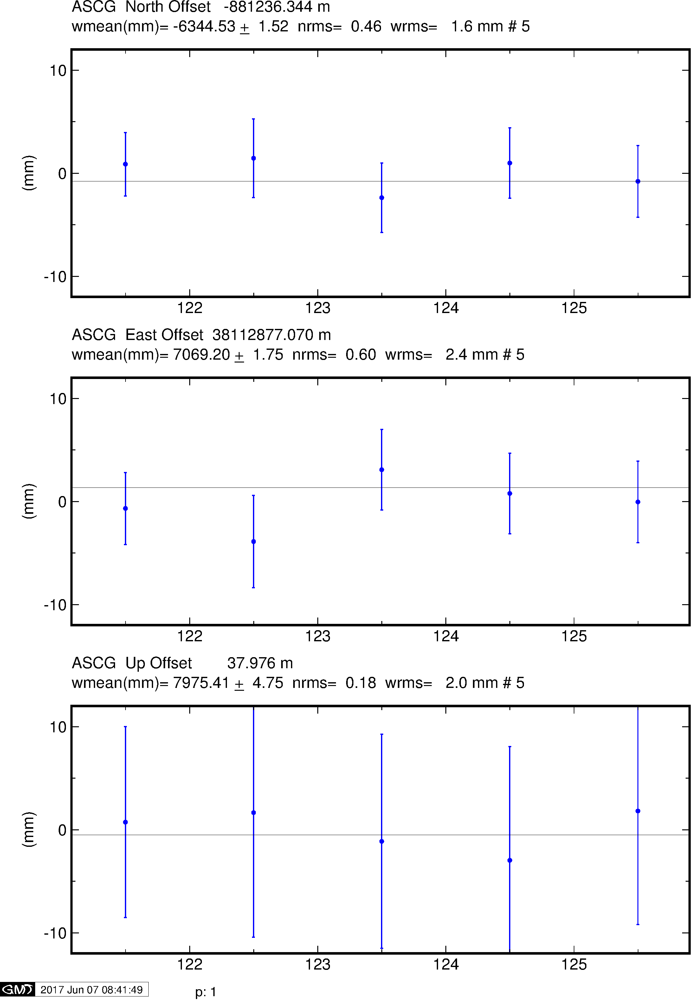 ASCG North Offset -881236.344 m
wmean(mm)= -6344.53 ± 1.52 nrms= 0.46 wrms= 1.6 mm # 5
10
0
-10
(mm)
122 123 124 125
ASCG East Offset 38112877.070 m
wmean(mm)= 7069.20 ± 1.75 nrms= 0.60 wrms= 2.4 mm # 5
10
0
-10
(mm)
122 123 124 125
ASCG Up Offset 37.976 m
wmean(mm)= 7975.41 ± 4.75 nrms= 0.18 wrms= 2.0 mm # 5
10
0
-10
(mm)
122 123 124 125
GMT 2017 Jun 07 08:41:49 p: 1